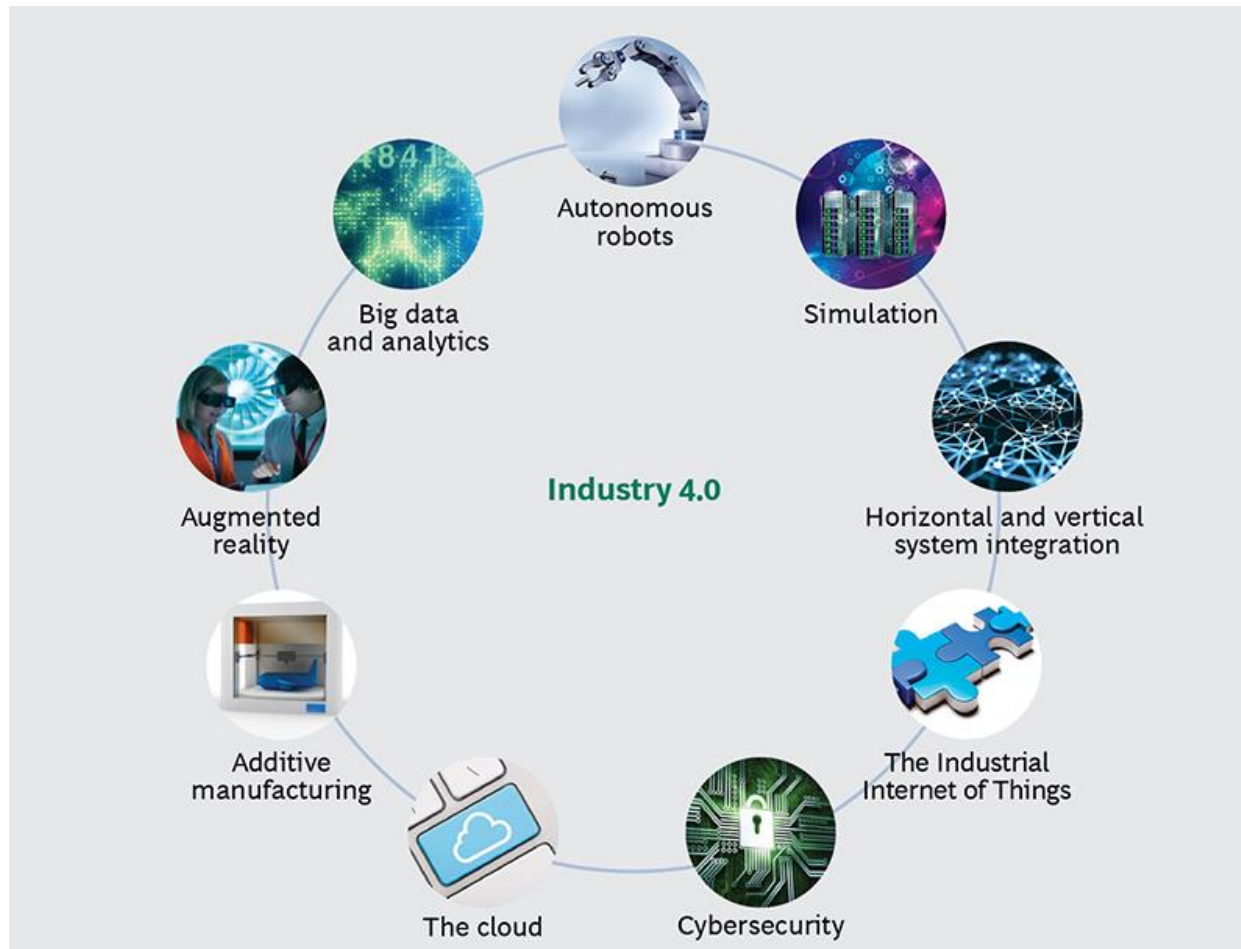 Autonomous
robots
Simulation
Horizontal and vertical
system integration
The Industrial
Internet of Things
Cybersecurity
The cloud
Additive
manufacturing
Augmented
reality
Big data
and analytics
Industry 4.0